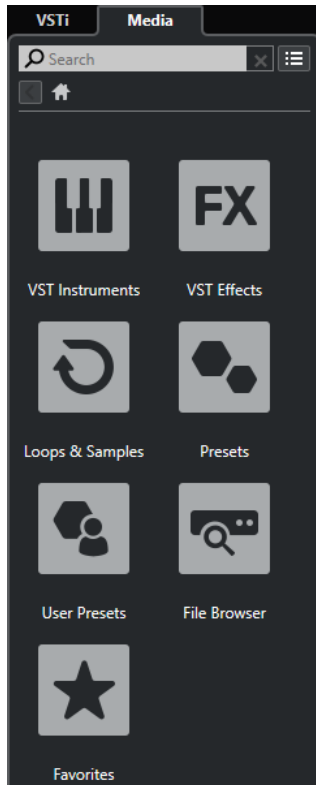 VSTi Media
Search
VST Instruments VST Effects
FX
Loops & Samples Presets
User Presets File Browser
Favorites